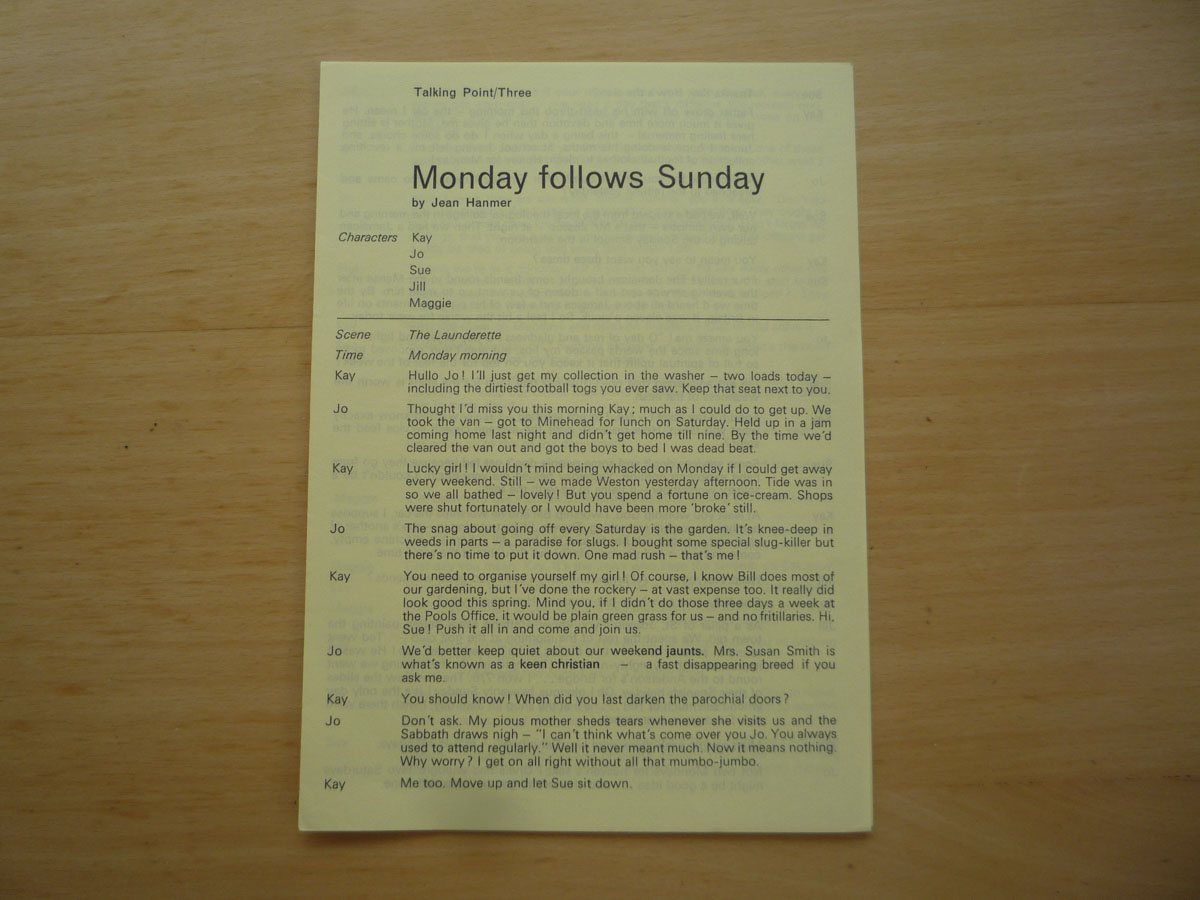 Talking Point/Three
Monday follows Sunday
by Jean Hanmer
Characters Kay
Jo
Sue
Jill
Maggie
Scene The Launderette
Time Monday morning
Kay Hullo Jo! I'll just get my collection in the washer – two loads today –
including the dirtiest football togs you ever saw. Keep that seat next to you.
Jo Thought I'd miss you this morning Kay; much as I could do to get up. We
took the van – got to Minehead for lunch on Saturday. Held up in a jam
coming home last night and didn't get home till nine. By the time we'd
cleared the van out and got the boys to bed I was dead beat.
Kay Lucky girl! I wouldn't mind being whacked on Monday if I could get away
every weekend. Still – we made Weston yesterday afternoon. Tide was in
so we all bathed – lovely! But you spend a fortune on ice-cream. Shops
were shut fortunately or I would have been more 'broke' still.
Jo The snag about going off every Saturday is the garden. It's knee-deep in
weeds in parts – a paradise for slugs. I bought some special slug-killer but
there's no time to put it down. One mad rush – that's me!
Kay You need to organise yourself my girl! Of course, I know Bill does most of
our gardening, but I've done the rockery – at vast expense too. It really did
look good this spring. Mind you, if I didn't do those three days a week at
the Pools Office, it would be plain green grass for us – and no fritillaries. Hi,
Sue! Push it all in and come and join us.
Jo We'd better keep quiet about our weekend jaunts. Mrs. Susan Smith is
what's known as a keen christian – a fast disappearing breed if you
ask me.
Kay You should know! When did you last darken the parochial doors?
Jo Don't ask. My pious mother sheds tears whenever she visits us and the
Sabbath draws nigh – "I can't think what's come over you Jo. You always
used to attend regularly." Well it never meant much. Now it means nothing.
Why worry? I get on all right without all that mumbo-jumbo.
Kay Me too. Move up and let Sue sit down.